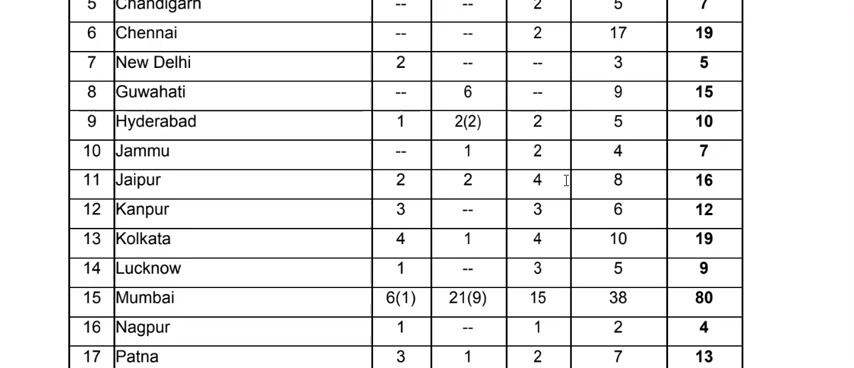 5 Chandigarh -- -- 2 5 7
6 Chennai -- -- 2 17 19
7 New Delhi 2 -- -- 3 5
8 Guwahati -- 6 -- 9 15
9 Hyderabad 1 2(2) 2 5 10
10 Jammu -- 1 2 4 7
11 Jaipur 2 2 4 8 16
12 Kanpur 3 -- 3 6 12
13 Kolkata 4 1 4 10 19
14 Lucknow 1 -- 3 5 9
15 Mumbai 6(1) 21(9) 15 38 80
16 Nagpur 1 -- 1 2 4
17 Patna 3 1 2 7 13